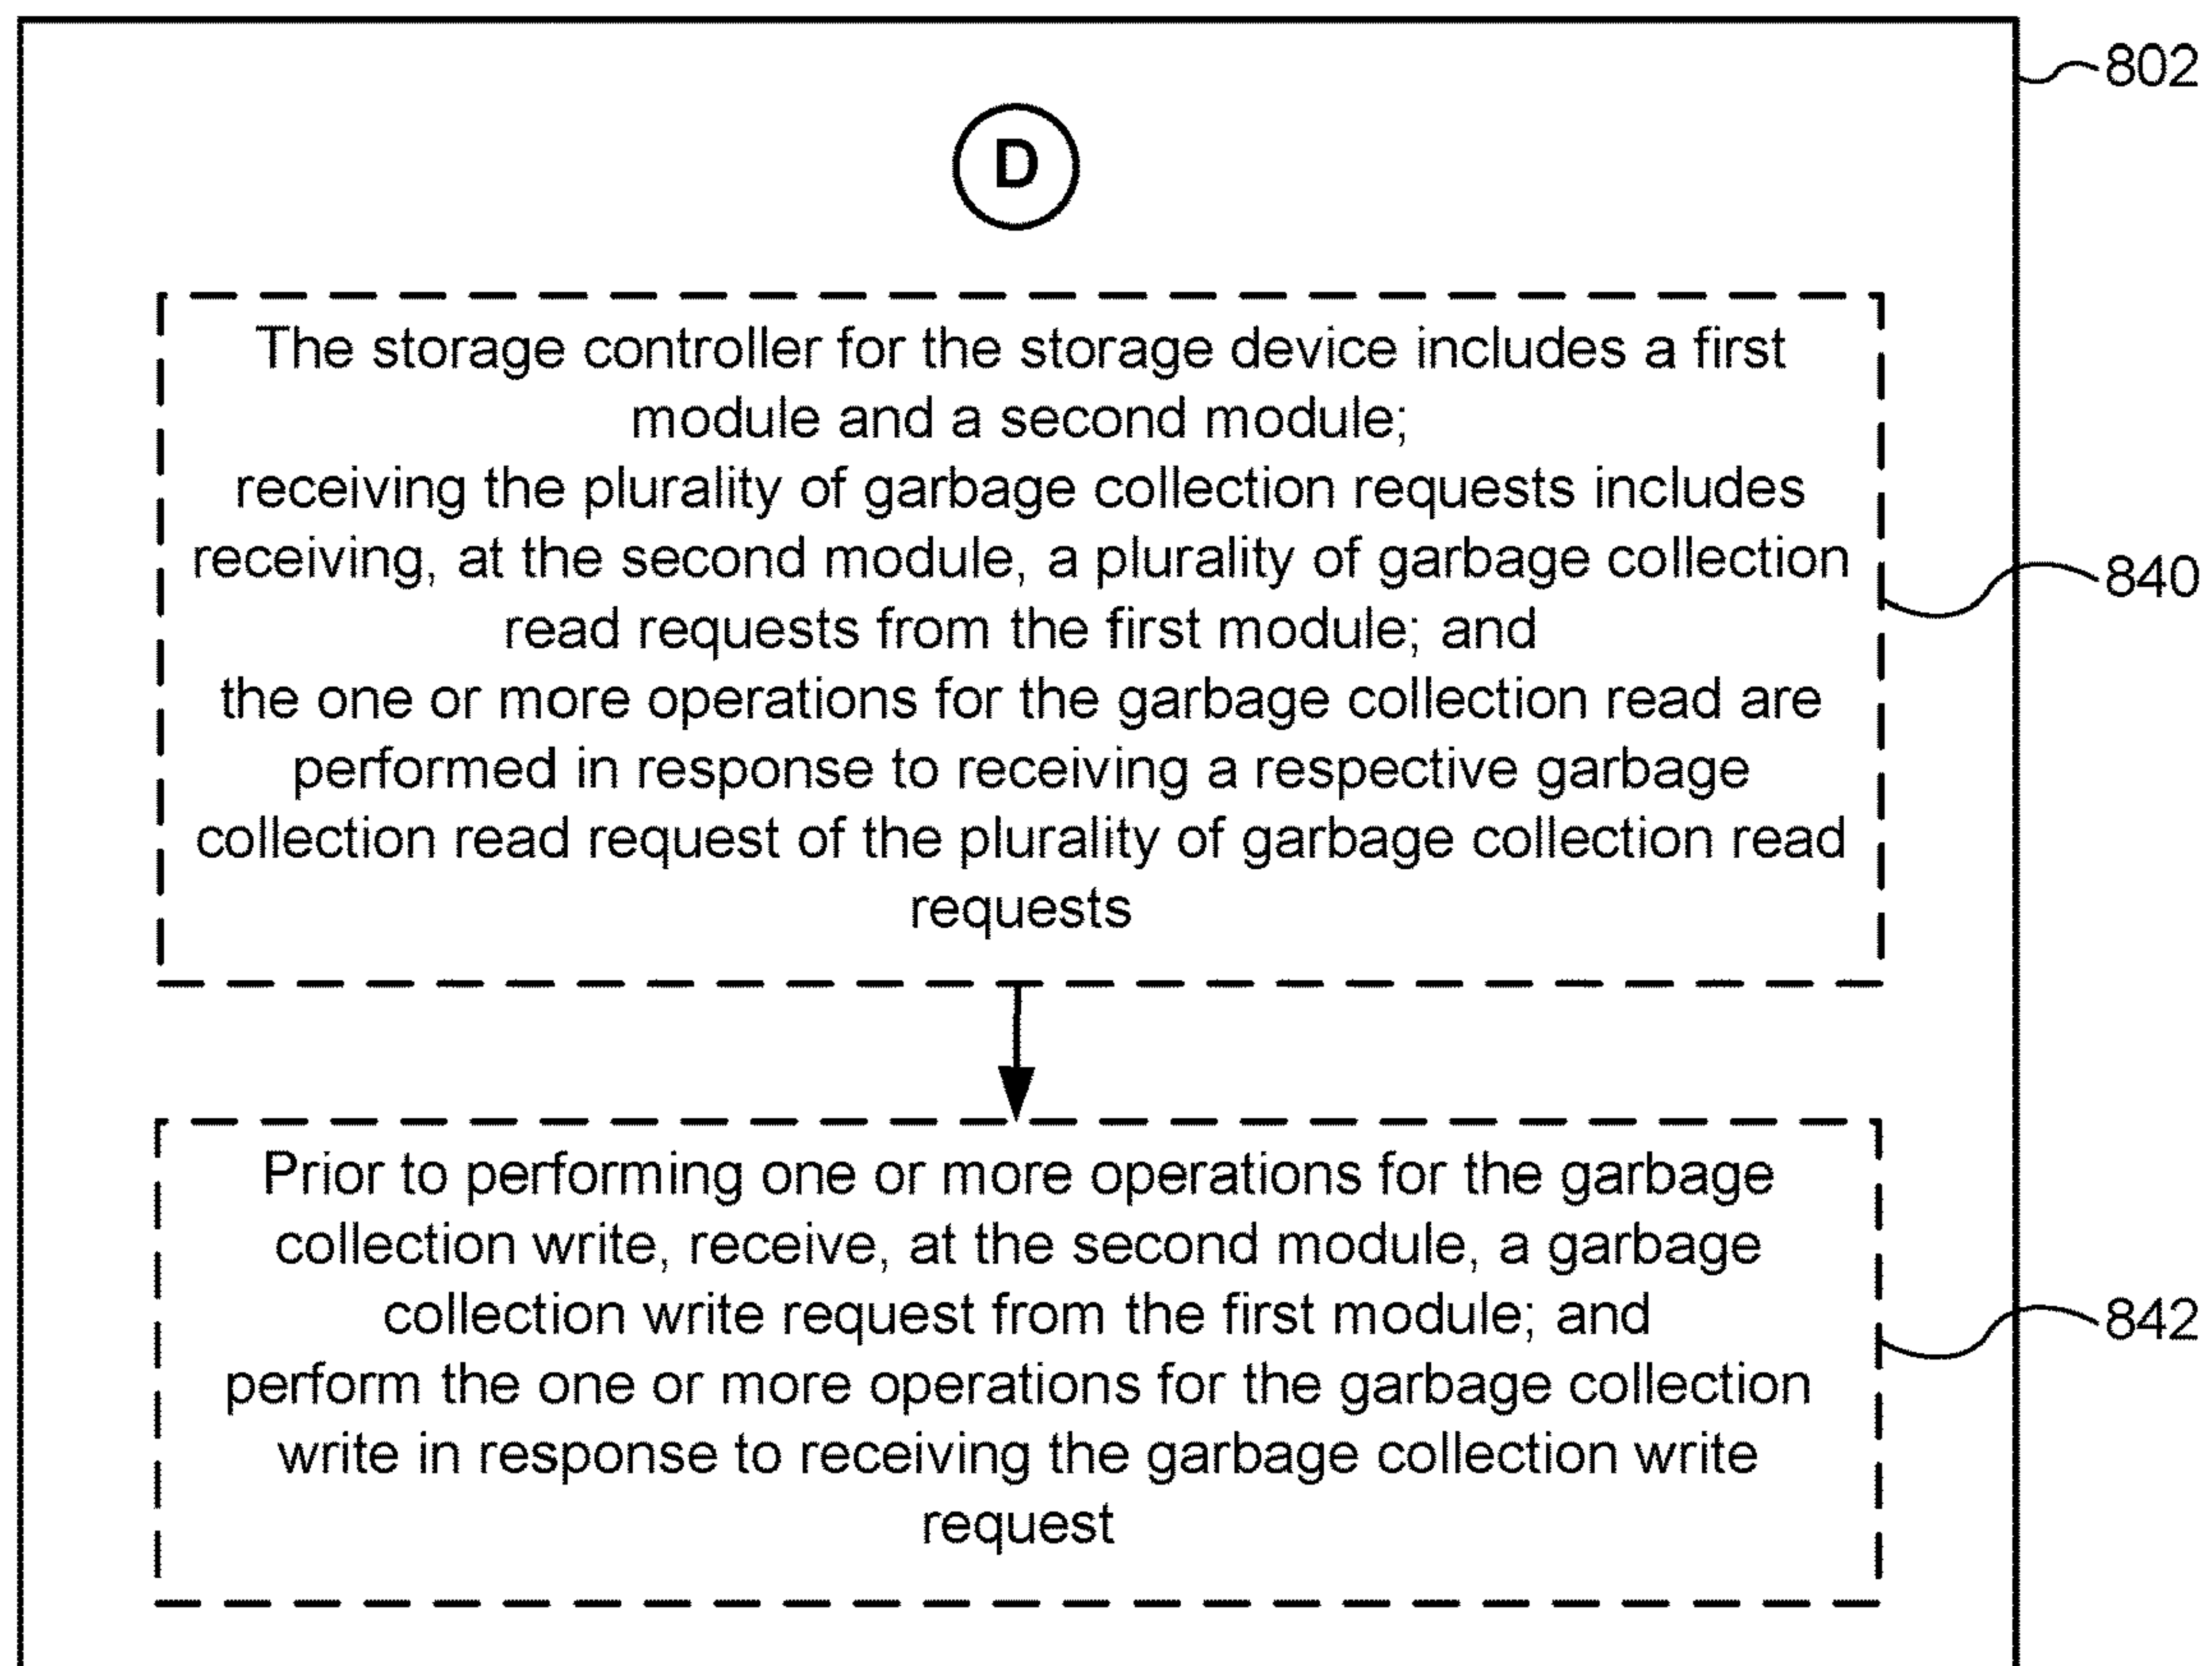 802
D
The storage controller for the storage device includes a first
module and a second module;
receiving the plurality of garbage collection requests includes
receiving, at the second module, a plurality of garbage collection
read requests from the first module; and
the one or more operations for the garbage collection read are
performed in response to receiving a respective garbage
collection read request of the plurality of garbage collection read
requests
840
Prior to performing one or more operations for the garbage
collection write, receive, at the second module, a garbage
collection write request from the first module; and
perform the one or more operations for the garbage collection
write in response to receiving the garbage collection write
request
842